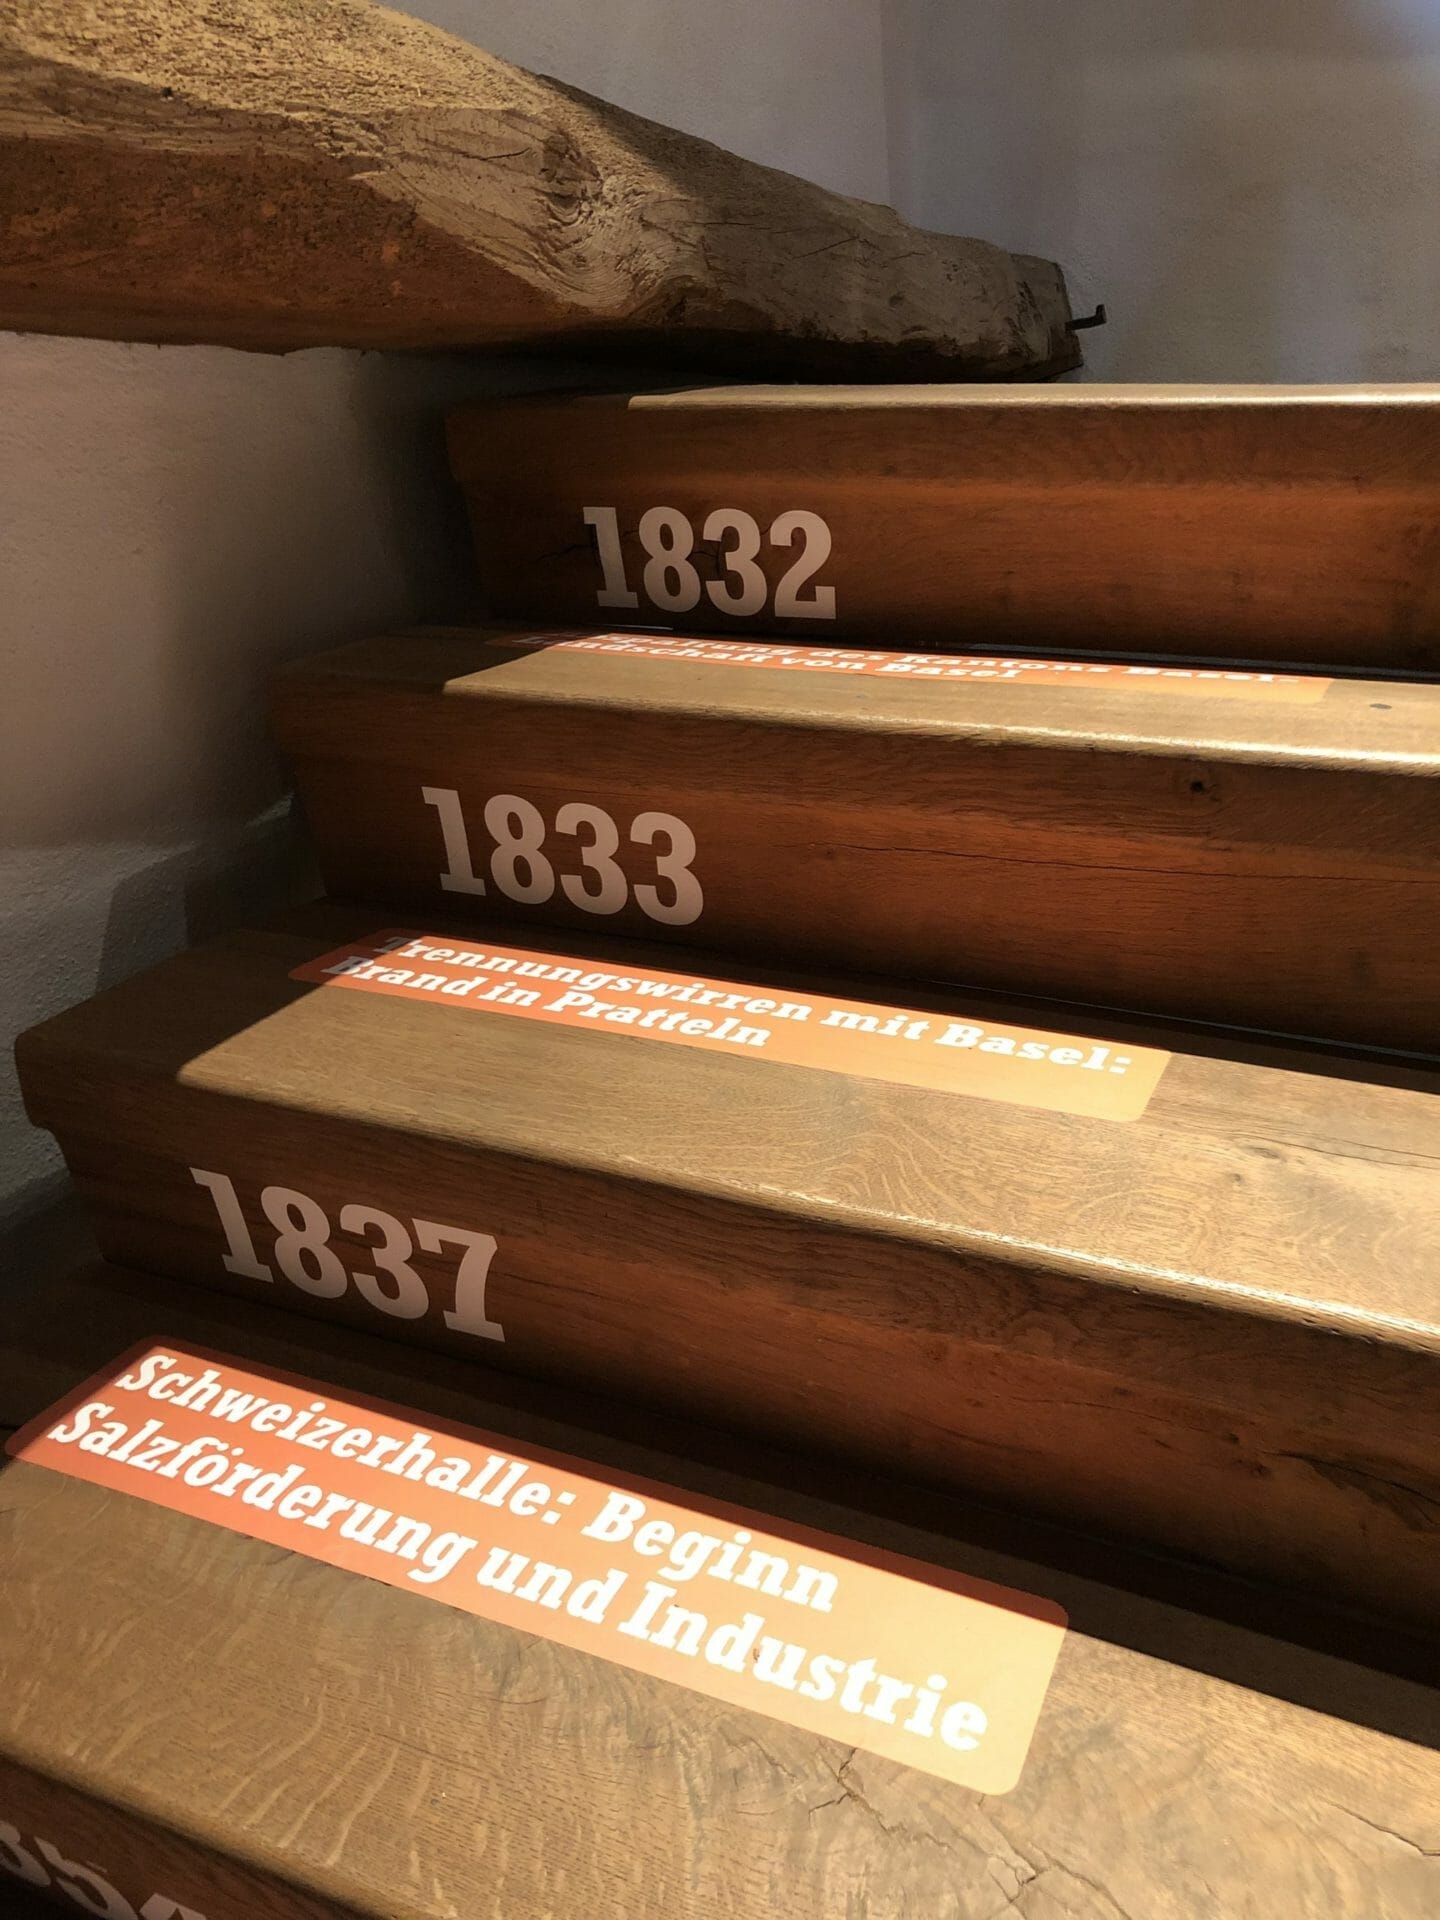 1832
des Kantons Basel:
von Basel
1833
Trennungswirren mit Basel:
Brand in Pratteln
1837
Schweizerhalle: Beginn
Salzförderung und Industrie